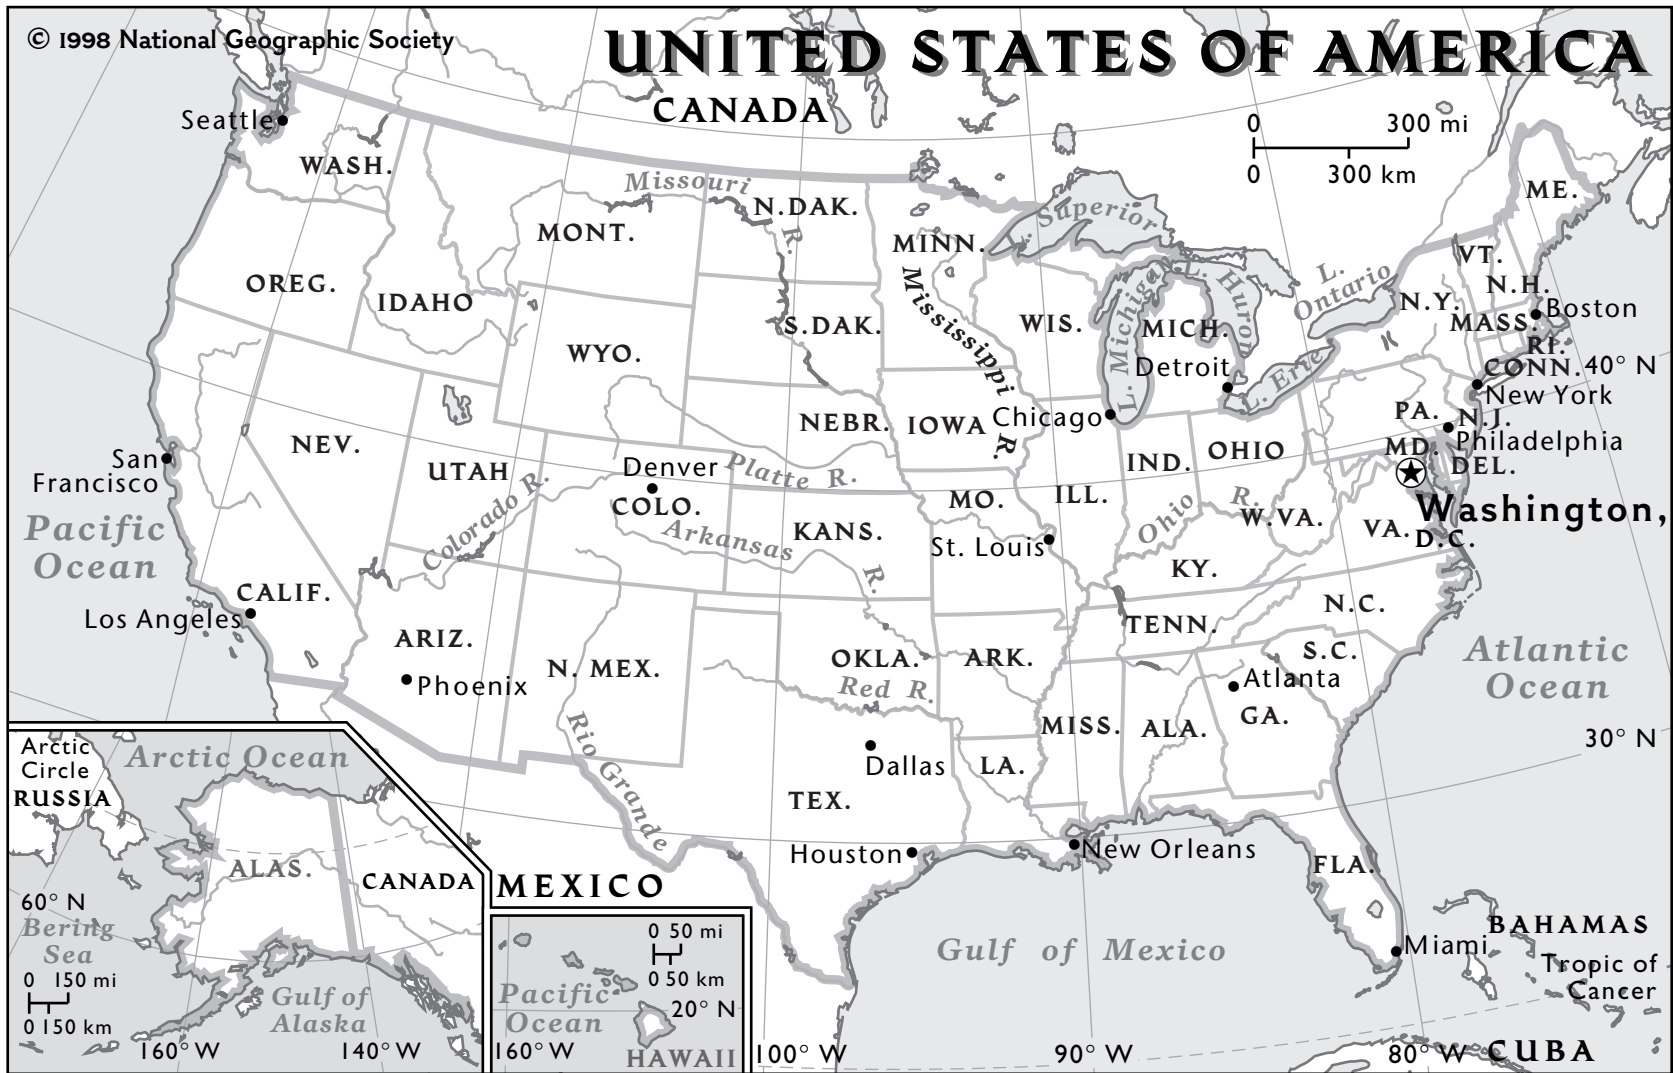 © 1998 National Geographic Society
UNITED STATES OF AMERICA
CANADA
0 300 mi
0 300 km
Seattle
WASH.
Missouri
R.
N.DAK.
ME.
MONT.
MINN.
L. Superior
VT.
OREG.
IDAHO
L.
Ontario
N.H.
N.Y.
Boston
Mississippi
R.
S.DAK.
WIS.
L. Michigan
MICH.
L. Huron
MASS.
RI.
WYO.
Detroit
L. Erie
CONN.
40° N
New York
NEBR.
IOWA
Chicago
PA.
N.J.
Philadelphia
San
Francisco
NEV.
UTAH
Denver
Platte R.
IND.
OHIO
MD.
DEL.
Colorado R.
COLO.
MO.
ILL.
Ohio
R.
W.VA.
Washington,
D.C.
VA.
Pacific
Ocean
Arkansas
R.
KANS.
St. Louis
KY.
CALIF.
Los Angeles
ARIZ.
N. MEX.
OKLA.
ARK.
TENN.
N.C.
S.C.
Atlantic
Ocean
Phoenix
Red R.
Atlanta
GA.
MISS.
ALA.
Rio Grande
Dallas
LA.
30° N
TEX.
Houston
New Orleans
FLA.
MEXICO
Gulf of Mexico
Miami
BAHAMAS
Tropic of
Cancer
CUBA
100° W
90° W
80° W
Arctic
Circle
RUSSIA
Arctic Ocean
ALAS.
CANADA
60° N
Bering
Sea
0 150 mi
0 150 km
Gulf of
Alaska
160° W
140° W
0 50 mi
0 50 km
Pacific
Ocean
20° N
160° W
HAWAII